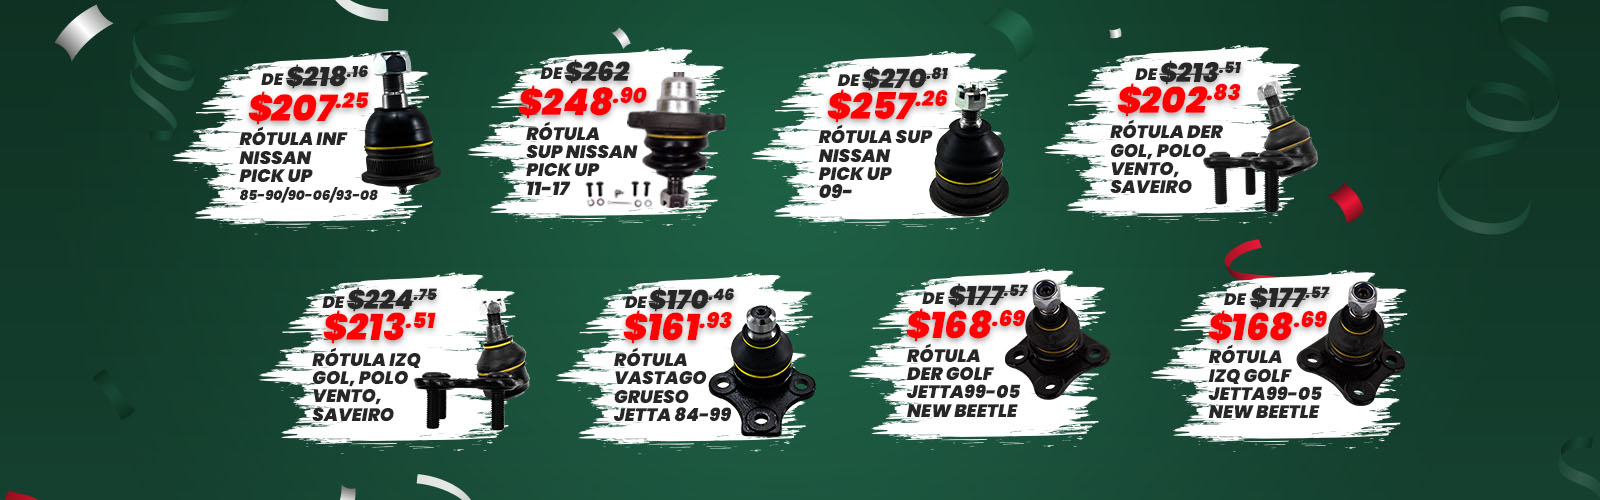 DE $218.16
$207.25
RÓTULA INF
NISSAN
PICK UP
85-90/90-06/93-08
DE $262
$248.90
RÓTULA
SUP NISSAN
PICK UP
11-17
DE $270.81
$257.26
RÓTULA SUP
NISSAN
PICK UP
09-
DE $213.51
$202.83
RÓTULA DER
GOL, POLO
VENTO,
SAVEIRO
DE $224.75
$213.51
RÓTULA IZQ
GOL, POLO
VENTO,
SAVEIRO
DE $170.46
$161.93
RÓTULA
VASTAGO
GRUESO
JETTA 84-99
DE $177.57
$168.69
RÓTULA
DER GOLF
JETTA99-05
NEW BEETLE
DE $177.57
$168.69
RÓTULA
IZQ GOLF
JETTA99-05
NEW BEETLE